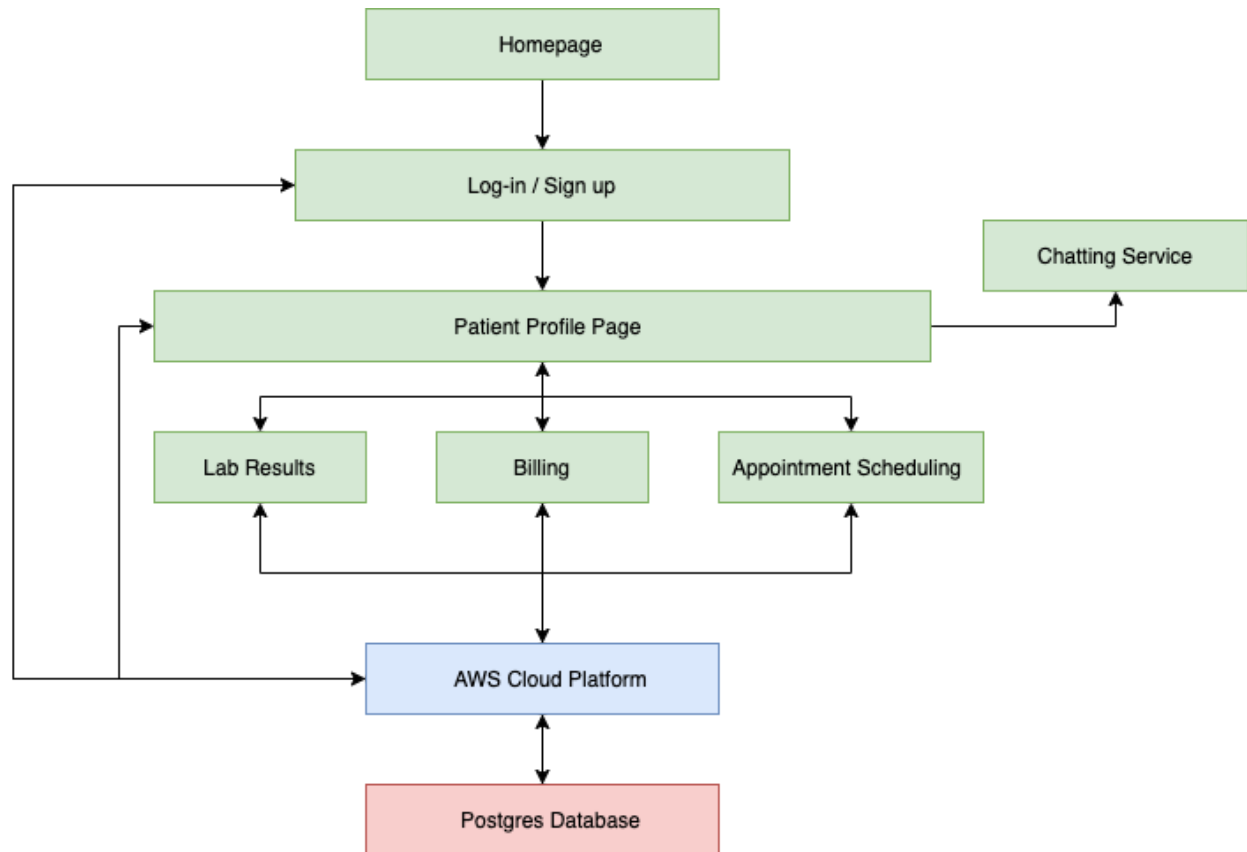 Homepage
Log-in / Sign up
Chatting Service
Patient Profile Page
Lab Results
Billing
Appointment Scheduling
AWS Cloud Platform
Postgres Database